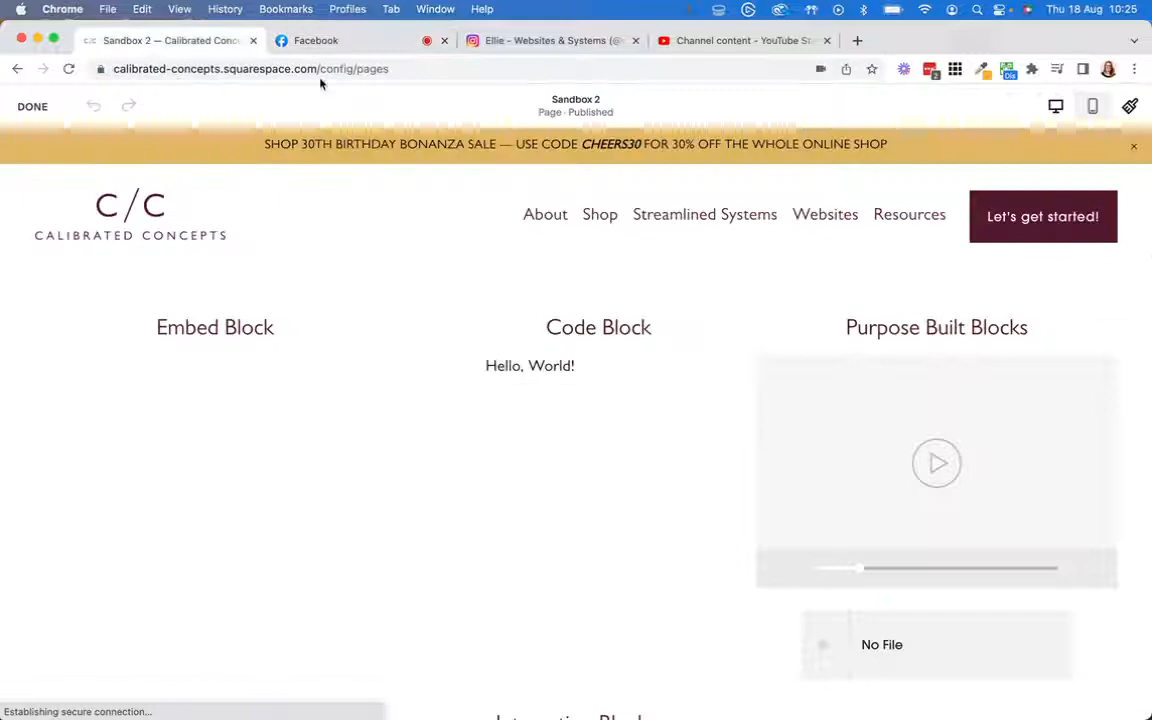 Chrome File Edit View History Bookmarks Profiles Tab Window Help Thu 18 Aug 10:25
Sandbox 2 — Calibrated Conc Facebook Ellie - Websites & Systems (@ Channel content - YouTube St
calibrated-concepts.squarespace.com/config/pages
DONE
Sandbox 2
Page · Published
SHOP 30TH BIRTHDAY BONANZA SALE — USE CODE CHEERS30 FOR 30% OFF THE WHOLE ONLINE SHOP
C/C
CALIBRATED CONCEPTS
About Shop Streamlined Systems Websites Resources Let's get started!
Embed Block Code Block Purpose Built Blocks
Hello, World!
No File
Establishing secure connection...